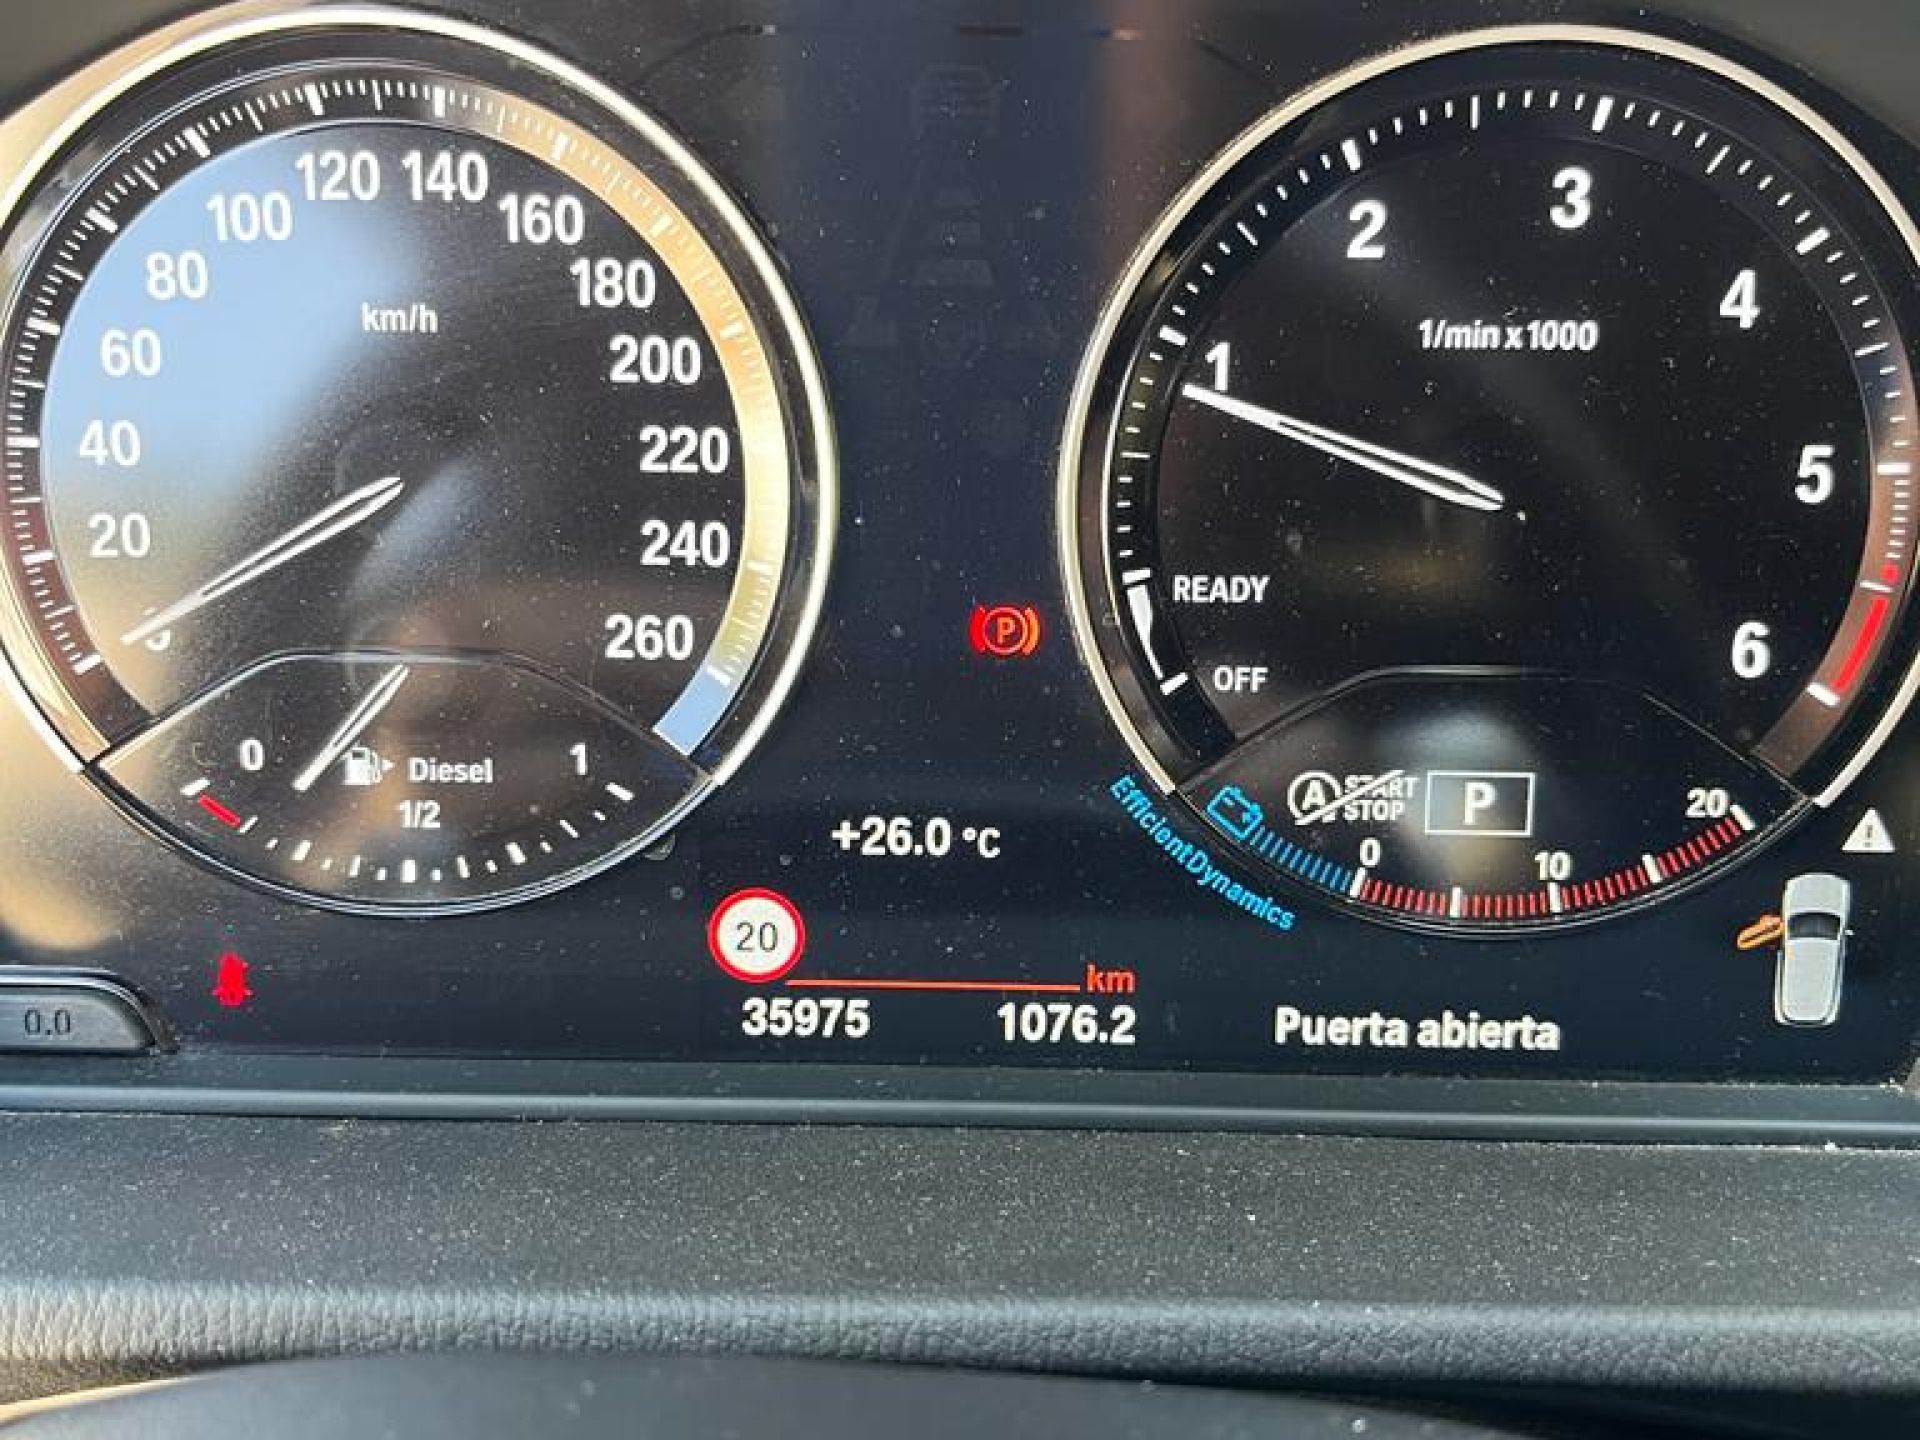 120 140
100 160
80 180
km/h
60 200
40 220
20 240
0 260
0 1
Diesel
1/2
3
2
4
1/min x 1000
1
5
READY
6
OFF
A START STOP
P
20
0 10
EfficientDynamics
P
+26.0 °C
20
km
35975 1076.2
Puerta abierta
0.0